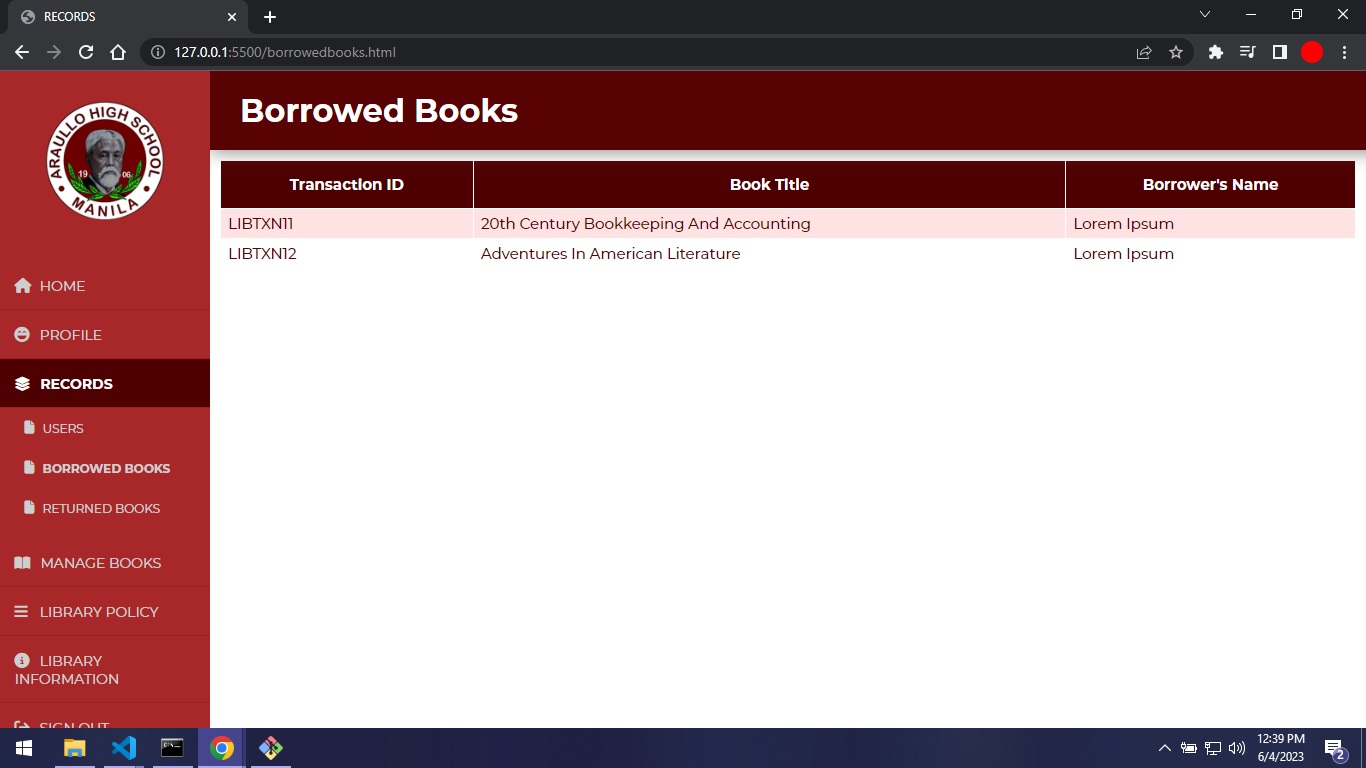 RECORDS
127.0.0.1:5500/borrowedbooks.html
ARAULLO HIGH SCHOOL
19 06
MANILA
HOME
PROFILE
RECORDS
USERS
BORROWED BOOKS
RETURNED BOOKS
MANAGE BOOKS
LIBRARY POLICY
LIBRARY
INFORMATION
SIGN OUT
Borrowed Books
Transaction ID Book Title Borrower's Name
LIBTXN11 20th Century Bookkeeping And Accounting Lorem Ipsum
LIBTXN12 Adventures In American Literature Lorem Ipsum
12:39 PM
6/4/2023
2